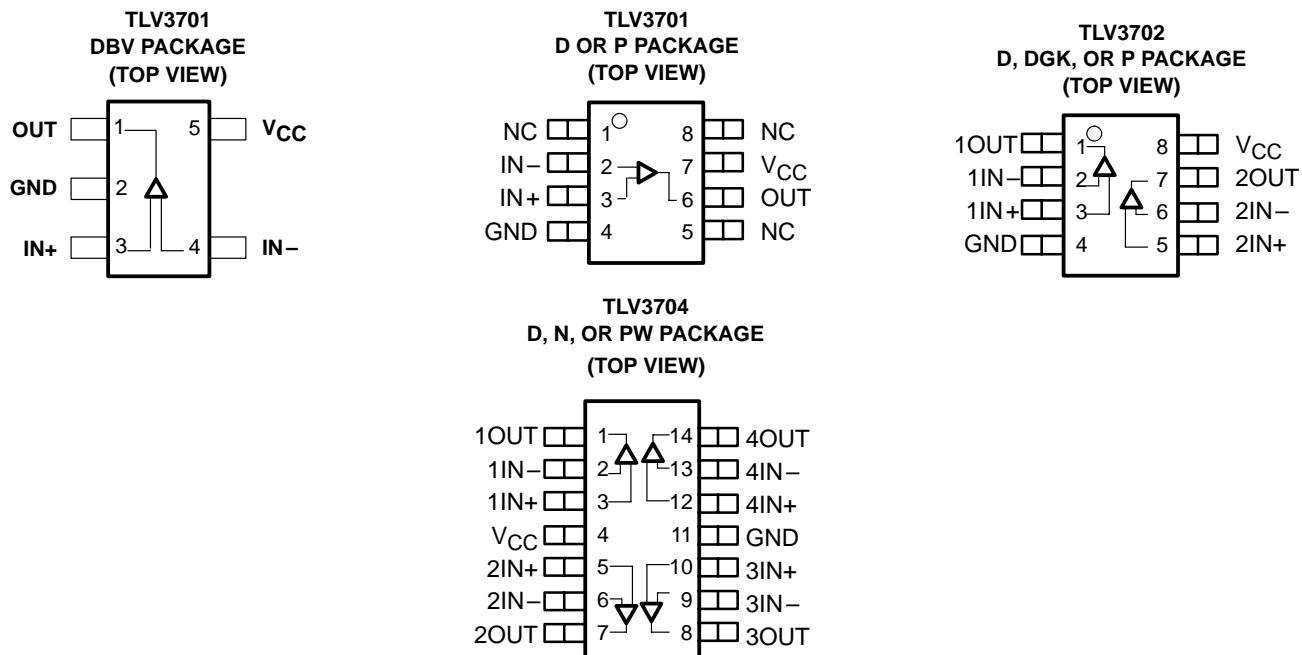 TLV3701
DBV PACKAGE
(TOP VIEW)
OUT 1 5 VCC
GND 2
IN+ 3 4 IN−
TLV3701
D OR P PACKAGE
(TOP VIEW)
NC 1 8 NC
IN− 2 7 VCC
IN+ 3 6 OUT
GND 4 5 NC
TLV3702
D, DGK, OR P PACKAGE
(TOP VIEW)
1OUT 1 8 VCC
1IN− 2 7 2OUT
1IN+ 3 6 2IN−
GND 4 5 2IN+
TLV3704
D, N, OR PW PACKAGE
(TOP VIEW)
1OUT 1 14 4OUT
1IN− 2 13 4IN−
1IN+ 3 12 4IN+
VCC 4 11 GND
2IN+ 5 10 3IN+
2IN− 6 9 3IN−
2OUT 7 8 3OUT